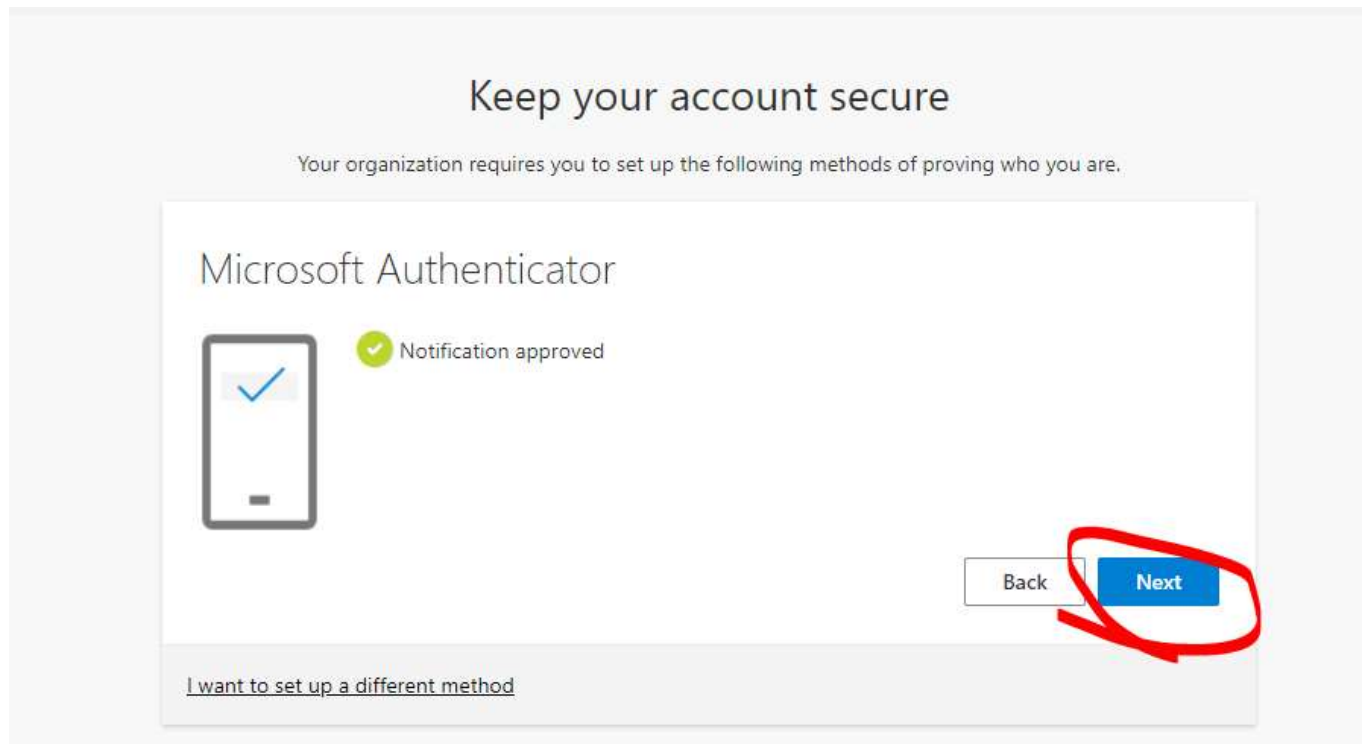 Keep your account secure
Your organization requires you to set up the following methods of proving who you are.
Microsoft Authenticator
Notification approved
Back
Next
I want to set up a different method